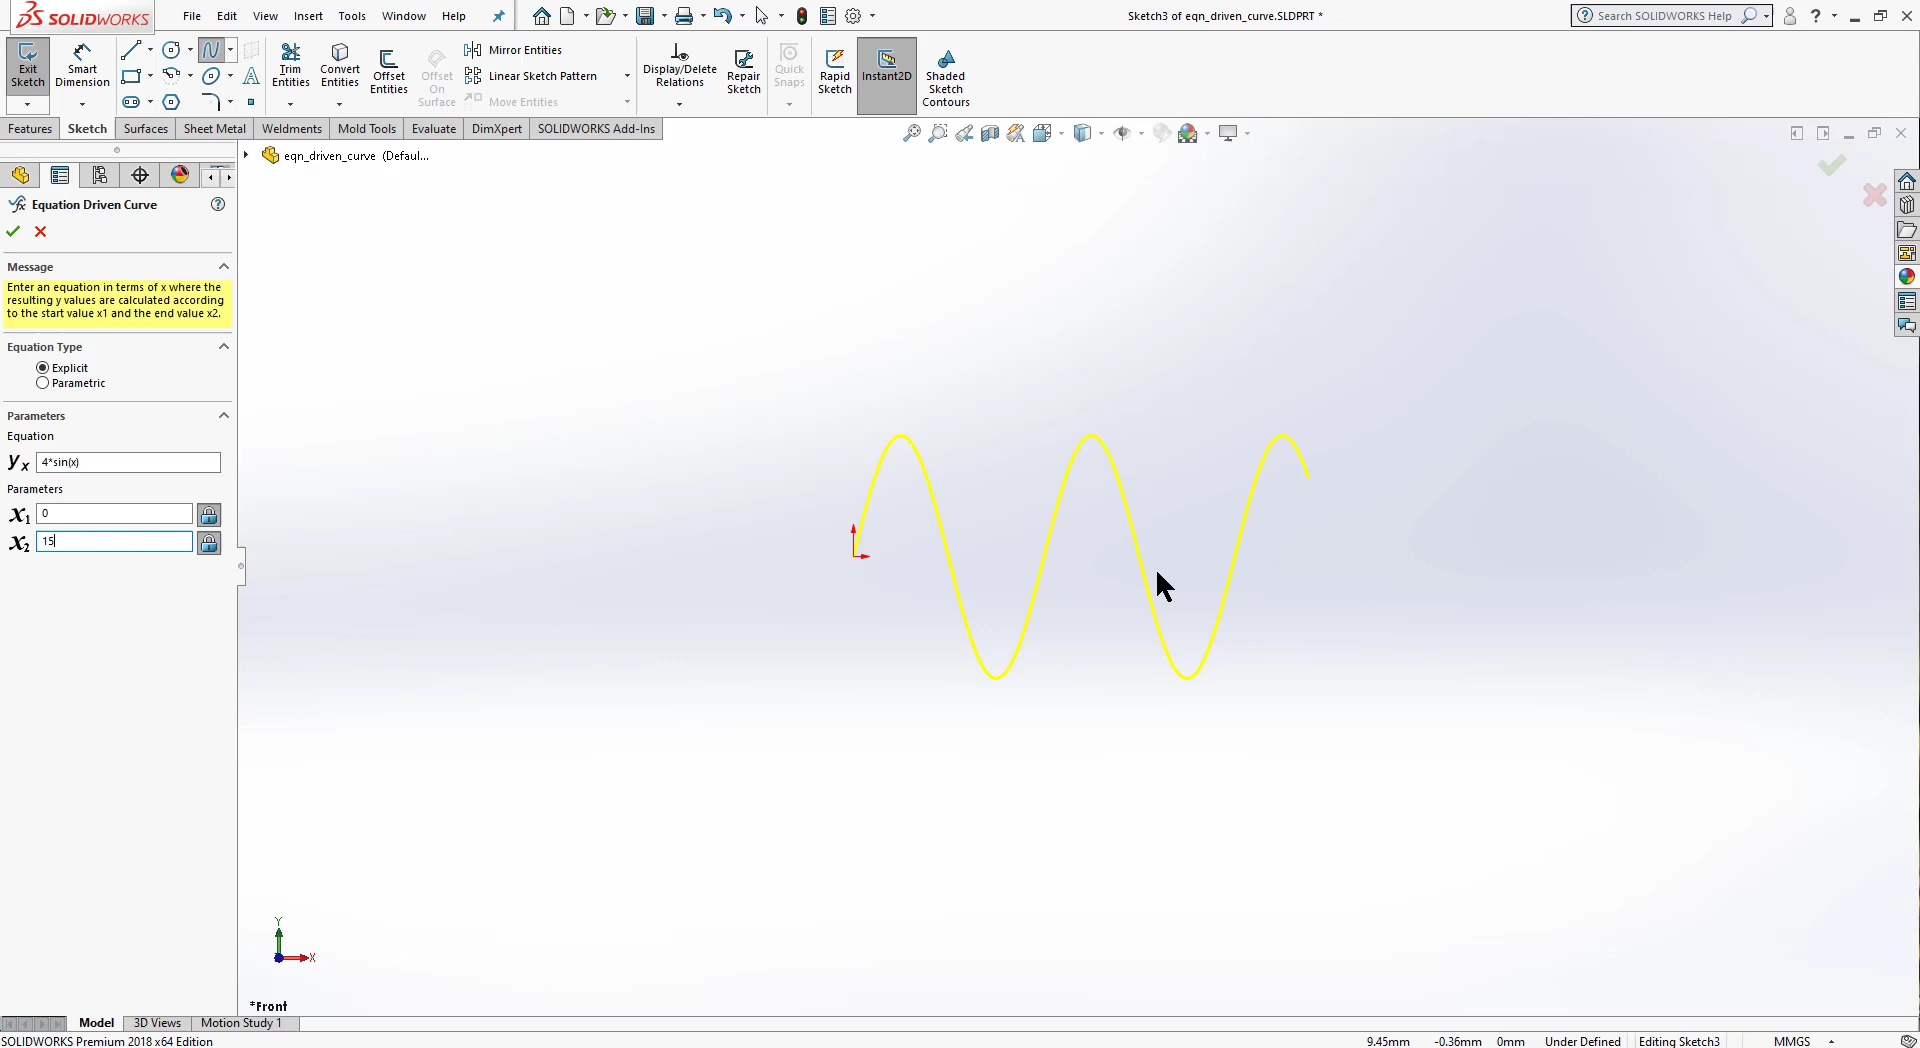 SOLIDWORKS
File Edit View Insert Tools Window Help
Sketch3 of eqn_driven_curve.SLDPRT *
Search SOLIDWORKS Help
Exit Sketch
Smart Dimension
Trim Entities
Convert Entities
Offset Entities
Offset On Surface
Mirror Entities
Linear Sketch Pattern
Move Entities
Display/Delete Relations
Repair Sketch
Quick Snaps
Rapid Sketch
Instant2D
Shaded Sketch Contours
Features Sketch Surfaces Sheet Metal Weldments Mold Tools Evaluate DimXpert SOLIDWORKS Add-Ins
eqn_driven_curve (Defaul...
Equation Driven Curve
Message
Enter an equation in terms of x where the
resulting y values are calculated according
to the start value x1 and the end value x2.
Equation Type
Explicit
Parametric
Parameters
Equation
yx 4*sin(x)
Parameters
x1 0
x2 15
Y
X
*Front
Model 3D Views Motion Study 1
SOLIDWORKS Premium 2018 x64 Edition
9.45mm -0.36mm 0mm Under Defined Editing Sketch3 MMGS